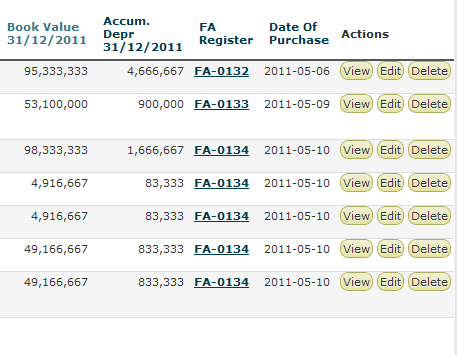 Book Value 31/12/2011 Accum. Depr 31/12/2011 FA Register Date Of Purchase Actions
95,333,333 4,666,667 FA-0132 2011-05-06 View Edit Delete
53,100,000 900,000 FA-0133 2011-05-09 View Edit Delete
98,333,333 1,666,667 FA-0134 2011-05-10 View Edit Delete
4,916,667 83,333 FA-0134 2011-05-10 View Edit Delete
4,916,667 83,333 FA-0134 2011-05-10 View Edit Delete
49,166,667 833,333 FA-0134 2011-05-10 View Edit Delete
49,166,667 833,333 FA-0134 2011-05-10 View Edit Delete